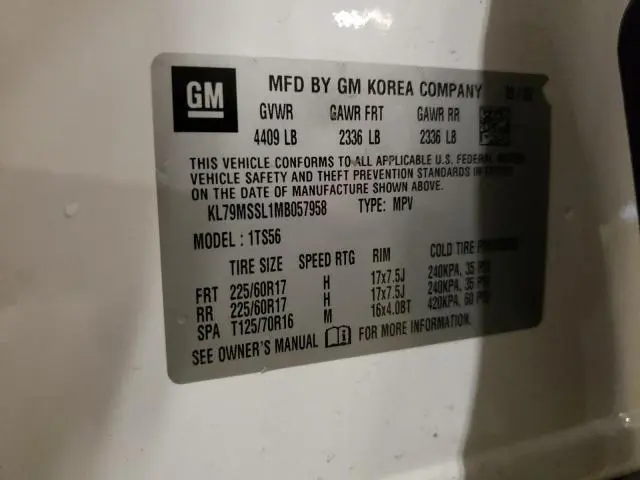 GM
MFD BY GM KOREA COMPANY
GVWR GAWR FRT GAWR RR
4409 LB 2336 LB 2336 LB
THIS VEHICLE CONFORMS TO ALL APPLICABLE U.S. FEDERAL MOTOR
VEHICLE SAFETY AND THEFT PREVENTION STANDARDS IN EFFECT
ON THE DATE OF MANUFACTURE SHOWN ABOVE.
KL79MSSL1MB057958 TYPE: MPV
MODEL: 1TS56
TIRE SIZE SPEED RTG RIM COLD TIRE
FRT 225/60R17 H 17x7.5J 240KPA, 35 PSI
RR 225/60R17 H 17x7.5J 240KPA, 35 PSI
SPA T125/70R16 M 16x4.0BT 420KPA, 60 PSI
SEE OWNER'S MANUAL FOR MORE INFORMATION.